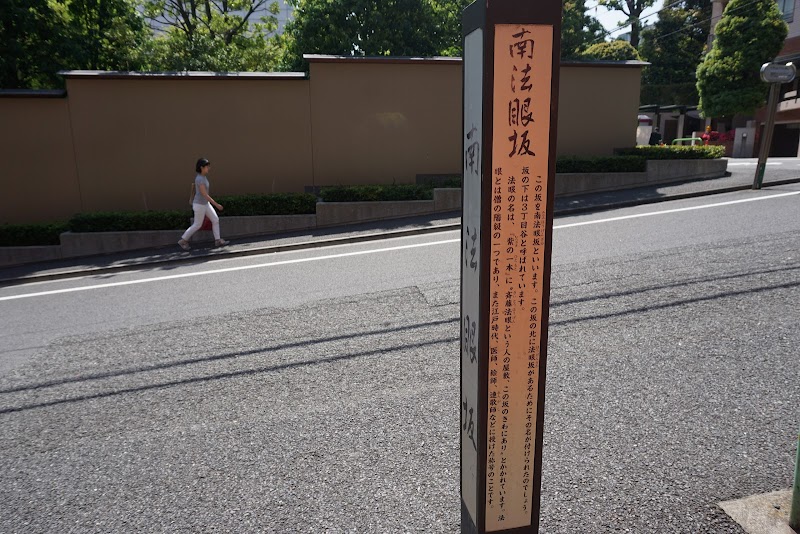 南法眼坂
この坂を南法眼坂といいます。この坂の北に法眼坂があるためにその名が付けられたのでしょう。
坂の下は3丁目谷と呼ばれています。
法眼の名は、「紫の一本」に"斉藤法眼という人の屋敷、この坂のきわにあり"とかかれています。法
眼とは僧の階級の一つであり、また江戸時代、医師、絵師、連歌師などに授けた称号のことです。
南法眼坂